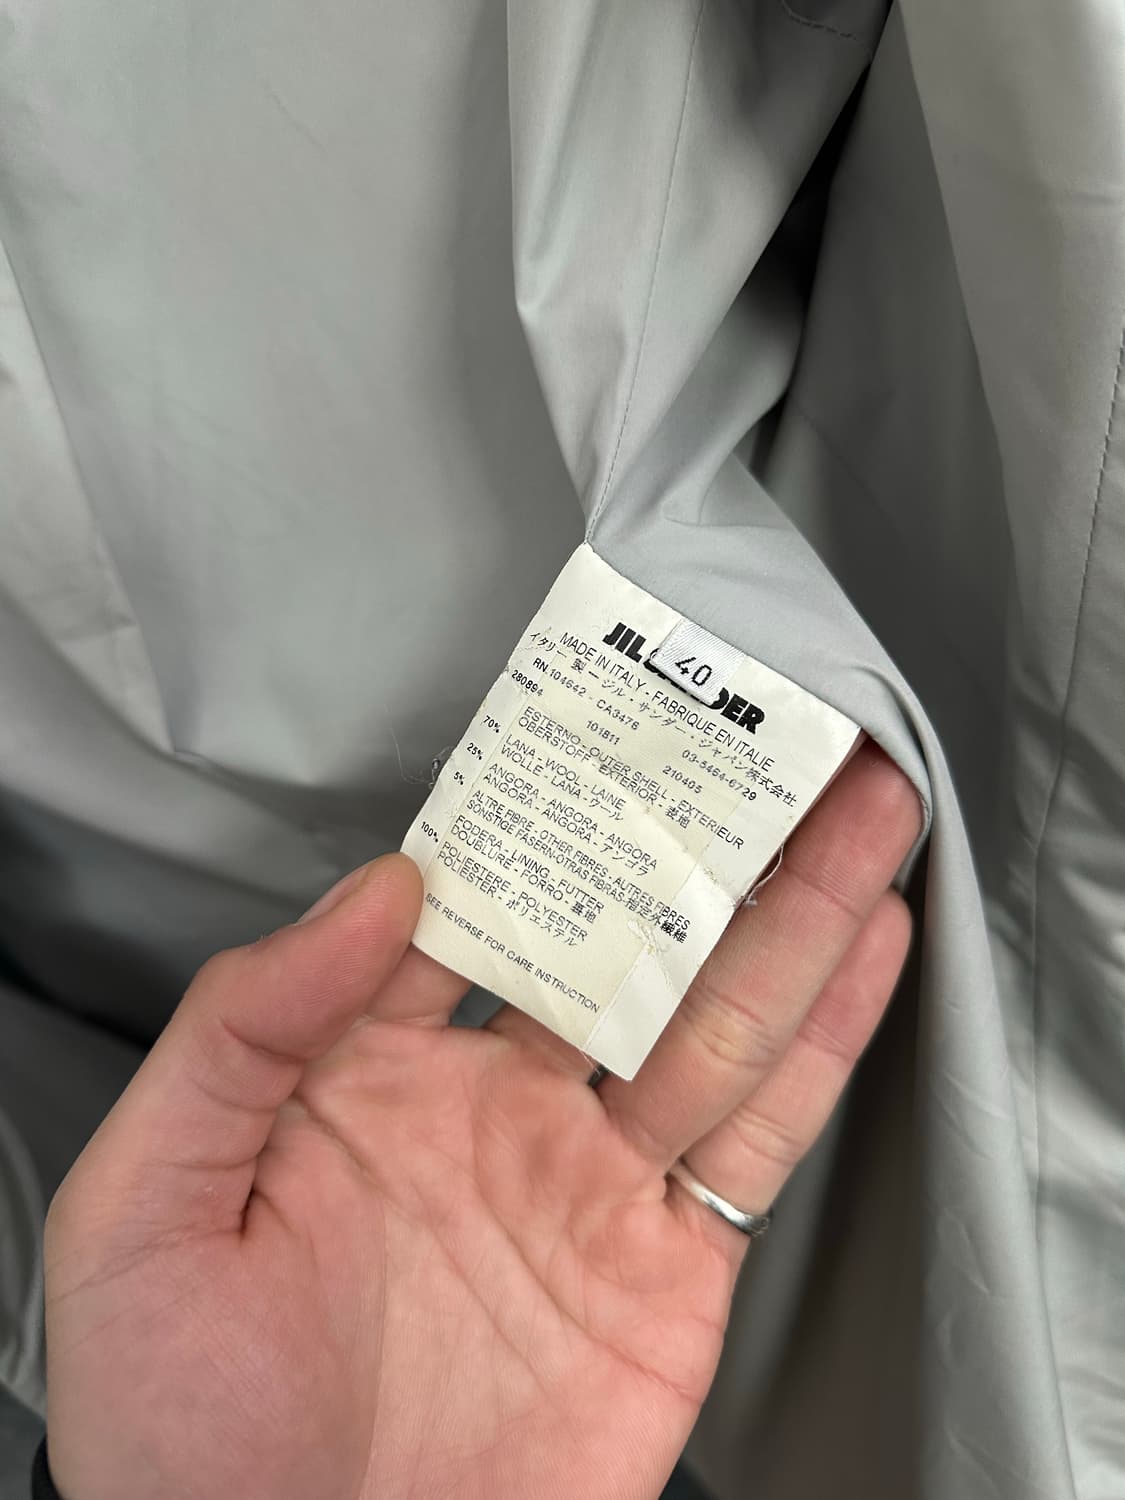 JIL
DER
40
MADE IN ITALY - FABRIQUE EN ITALIE
イタリー製 ー ジル・サンダー・ジャパン株式会社
RN.104642 - CA3476 03-5464-6729
280894 101811 210405
ESTERNO - OUTER SHELL - EXTERIEUR
OBERSTOFF - EXTERIOR - 表地
70% LANA - WOOL - LAINE
WOLLE - LANA - ウール
25% ANGORA - ANGORA - ANGORA
ANGORA - ANGORA - アンゴラ
5% ALTRE FIBRE - OTHER FIBRES - AUTRES FIBRES
SONSTIGE FASERN-OTRAS FIBRAS-指定外繊維
FODERA - LINING - FUTTER
DOUBLURE - FORRO - 裏地
100% POLIESTERE - POLYESTER
POLIESTER - ポリエステル
SEE REVERSE FOR CARE INSTRUCTION